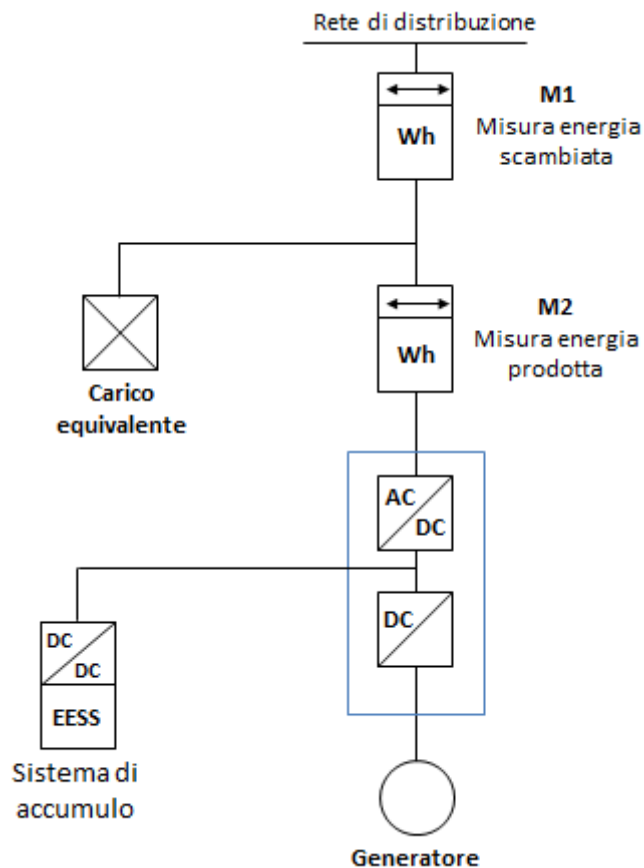 Rete di distribuzione
M1
Misura energia
scambiata
Wh
M2
Misura energia
prodotta
Wh
Carico
equivalente
AC
DC
DC
DC
DC
EESS
Sistema di
accumulo
Generatore